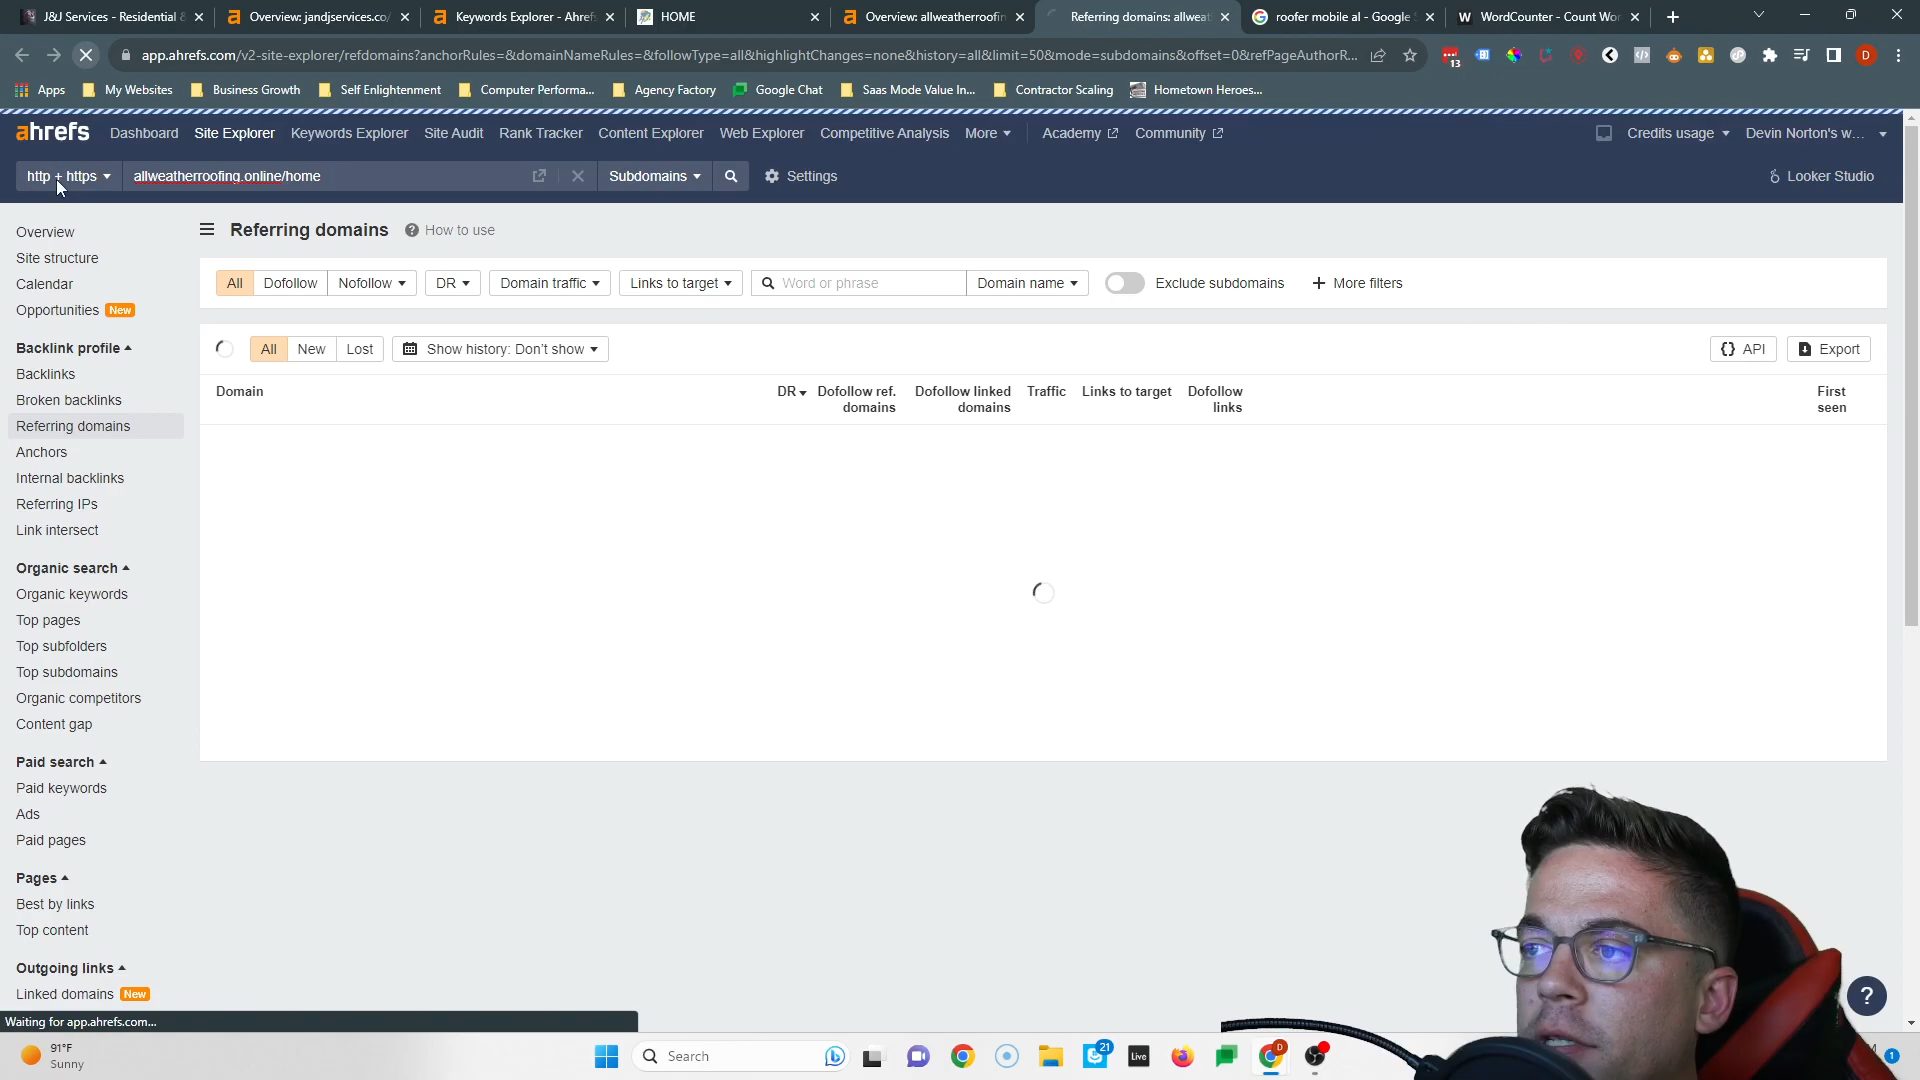 J&J Services - Residential &
Overview: jandjservices.co/
Keywords Explorer - Ahrefs
HOME
Overview: allweatherroofin
Referring domains: allweat
roofer mobile al - Google S
WordCounter - Count Wor
app.ahrefs.com/v2-site-explorer/refdomains?anchorRules=&domainNameRules=&followType=all&highlightChanges=none&history=all&limit=50&mode=subdomains&offset=0&refPageAuthorR...
13
D
Apps
My Websites
Business Growth
Self Enlightenment
Computer Performa...
Agency Factory
Google Chat
Saas Mode Value In...
Contractor Scaling
Hometown Heroes...
ahrefs
Dashboard
Site Explorer
Keywords Explorer
Site Audit
Rank Tracker
Content Explorer
Web Explorer
Competitive Analysis
More
Academy
Community
Credits usage
Devin Norton's w...
http + https
allweatherroofing.online/home
Subdomains
Settings
Looker Studio
Overview
Site structure
Calendar
Opportunities New
Backlink profile
Backlinks
Broken backlinks
Referring domains
Anchors
Internal backlinks
Referring IPs
Link intersect
Organic search
Organic keywords
Top pages
Top subfolders
Top subdomains
Organic competitors
Content gap
Paid search
Paid keywords
Ads
Paid pages
Pages
Best by links
Top content
Outgoing links
Linked domains New
Referring domains
? How to use
All
Dofollow
Nofollow
DR
Domain traffic
Links to target
Word or phrase
Domain name
Exclude subdomains
+ More filters
All
New
Lost
Show history: Don't show
{} API
Export
Domain
DR
Dofollow ref. domains
Dofollow linked domains
Traffic
Links to target
Dofollow links
First seen
?
Waiting for app.ahrefs.com...
91°F
Sunny
Search
21
Live
D
1